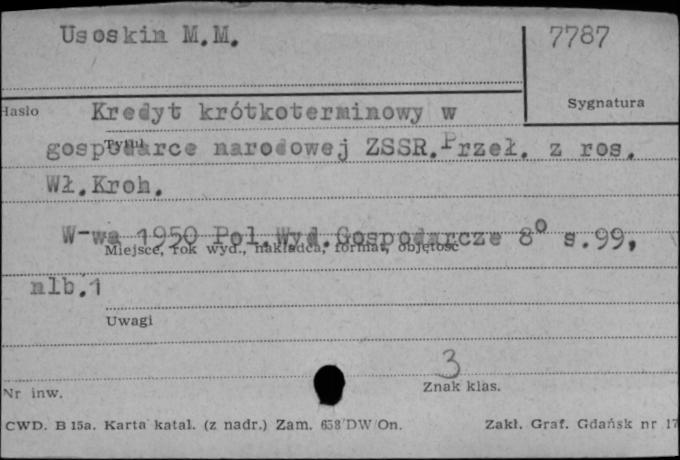 Usoskin M.M.
7787
Hasło
Sygnatura
Kredyt krótkoterminowy w
Tytuł
gospodarce narodowej ZSSR.Przeł. z ros.
Wł.Kroh.
W-wa 1950 Pol.Wyd.Gospodarcze 8° s.99,
Miejsce, rok wyd., nakładca, format, objętość
nlb.1
Uwagi
3
Nr inw.
Znak klas.
CWD. B 15a. Karta katal. (z nadr.) Zam. 658/DW/On.
Zakł. Graf. Gdańsk nr 17